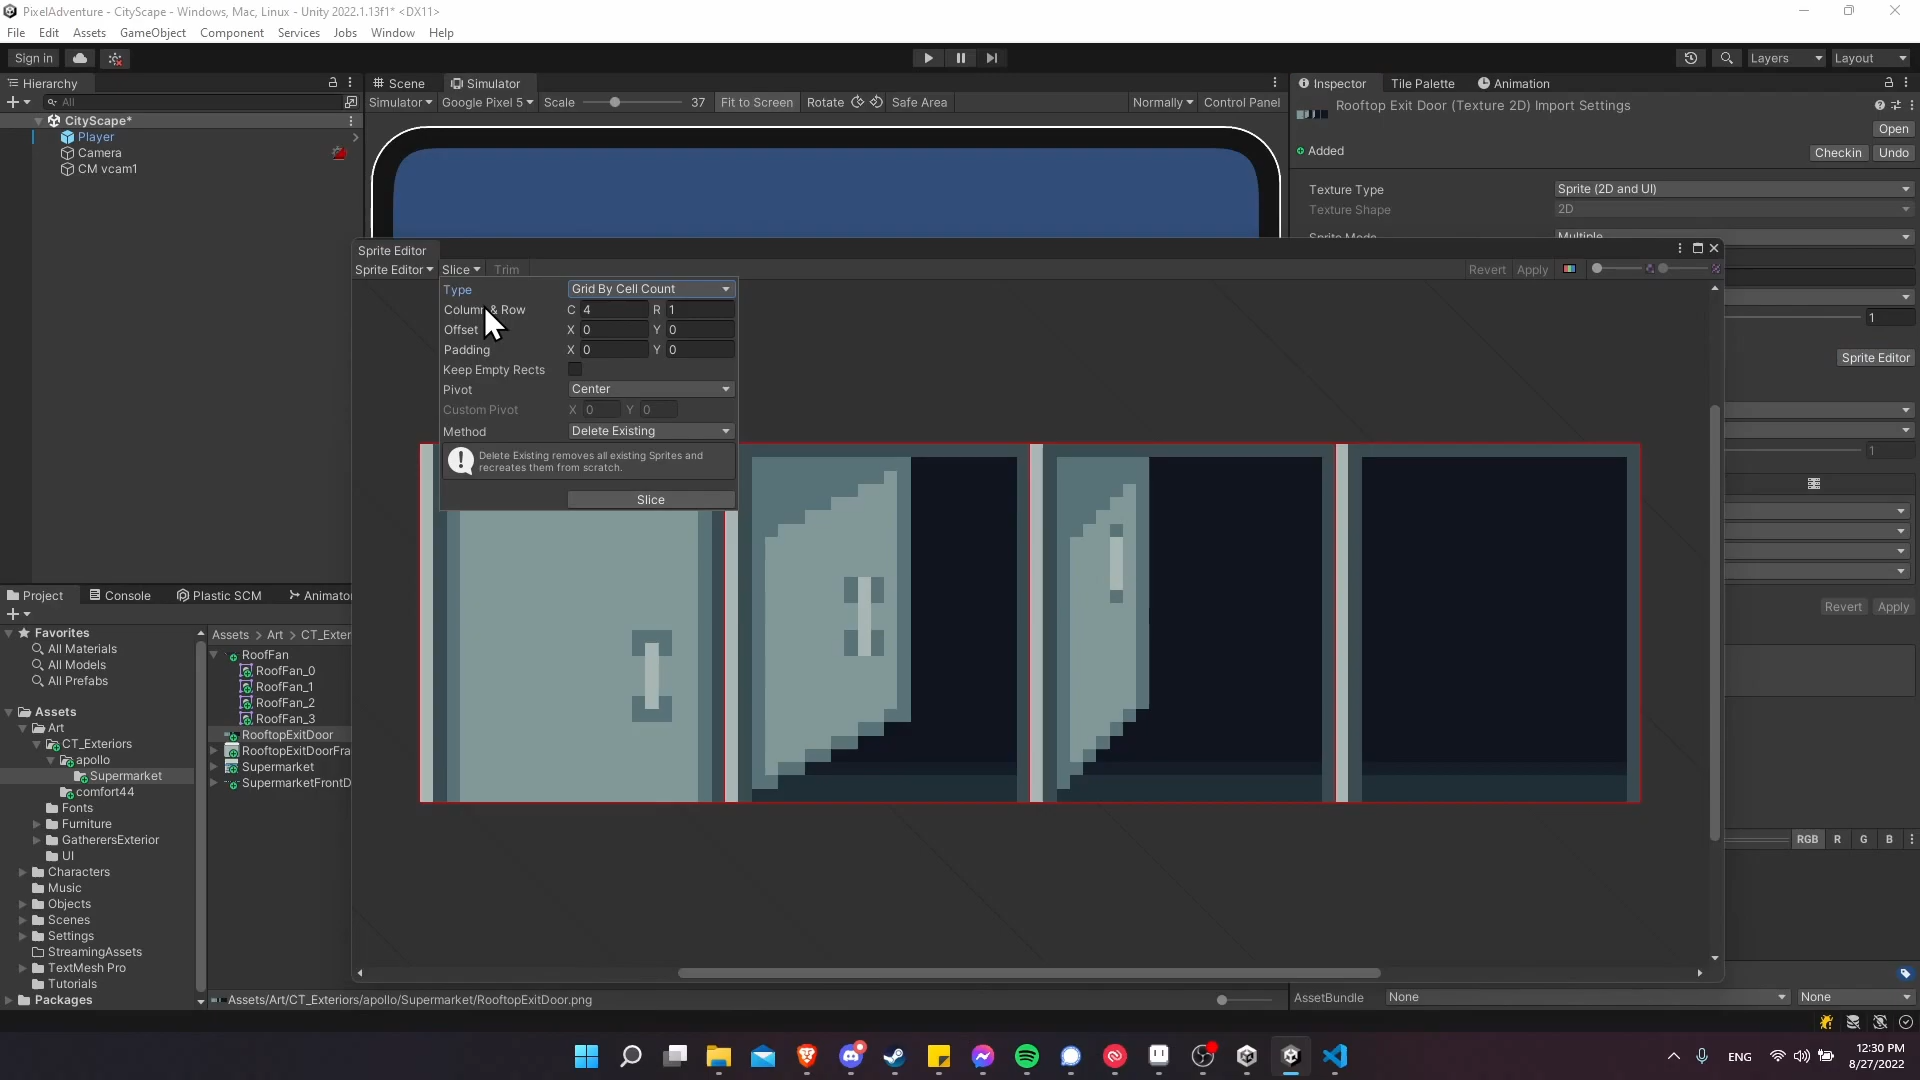 PixelAdventure - CityScape - Windows, Mac, Linux - Unity 2022.1.13f1* <DX11>
File Edit Assets GameObject Component Services Jobs Window Help
Sign in
Layers Layout
Hierarchy
All
CityScape*
Player
Camera
CM vcam1
Scene Simulator
Simulator Google Pixel 5 Scale 37 Fit to Screen Rotate Safe Area Normally Control Panel
Inspector Tile Palette Animation
Rooftop Exit Door (Texture 2D) Import Settings
Open
Added
Checkin Undo
Texture Type Sprite (2D and UI)
Texture Shape 2D
Sprite Mode Multiple
1
Sprite Editor
1
Revert Apply
RGB R G B
AssetBundle None None
Sprite Editor
Sprite Editor Slice Trim Revert Apply
Type Grid By Cell Count
Column & Row C 4 R 1
Offset X 0 Y 0
Padding X 0 Y 0
Keep Empty Rects
Pivot Center
Custom Pivot X 0 Y 0
Method Delete Existing
Delete Existing removes all existing Sprites and
recreates them from scratch.
Slice
Project Console Plastic SCM Animator
Favorites
All Materials
All Models
All Prefabs
Assets
Art
CT_Exteriors
apollo
Supermarket
comfort44
Fonts
Furniture
GatherersExterior
UI
Characters
Music
Objects
Scenes
Settings
StreamingAssets
TextMesh Pro
Tutorials
Packages
Assets > Art > CT_Exter
RoofFan
RoofFan_0
RoofFan_1
RoofFan_2
RoofFan_3
RooftopExitDoor
RooftopExitDoorFra
Supermarket
SupermarketFrontD
Assets/Art/CT_Exteriors/apollo/Supermarket/RooftopExitDoor.png
ENG
12:30 PM
8/27/2022